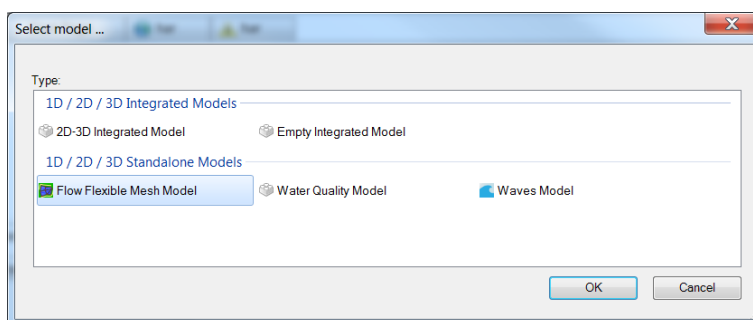 Select model ...
Type:
1D / 2D / 3D Integrated Models
2D-3D Integrated Model Empty Integrated Model
1D / 2D / 3D Standalone Models
Flow Flexible Mesh Model Water Quality Model Waves Model
OK Cancel